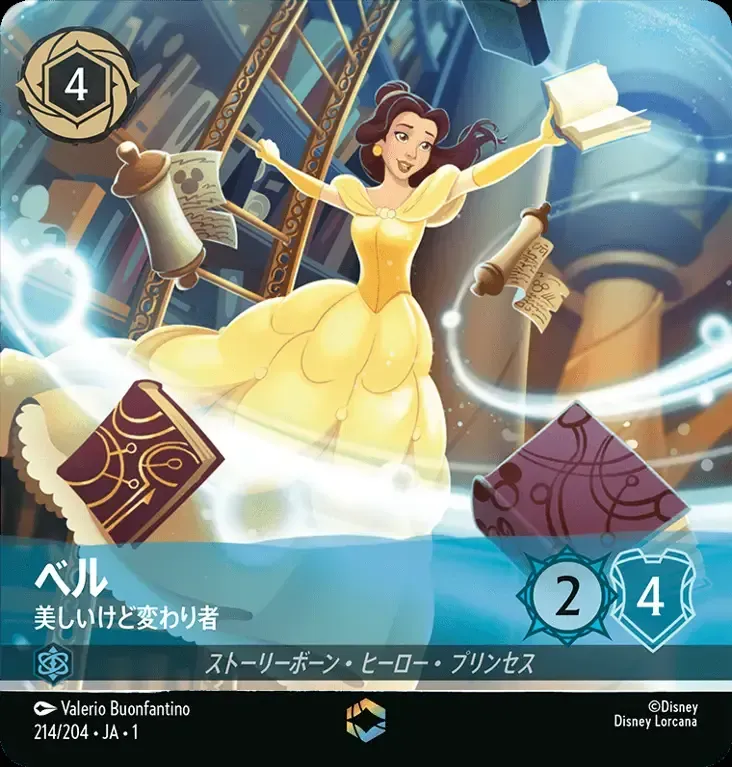 4
ベル
美しいけど変わり者
2
4
ストーリーボーン・ヒーロー・プリンセス
Valerio Buonfantino
214/204・JA・1
©Disney
Disney Lorcana